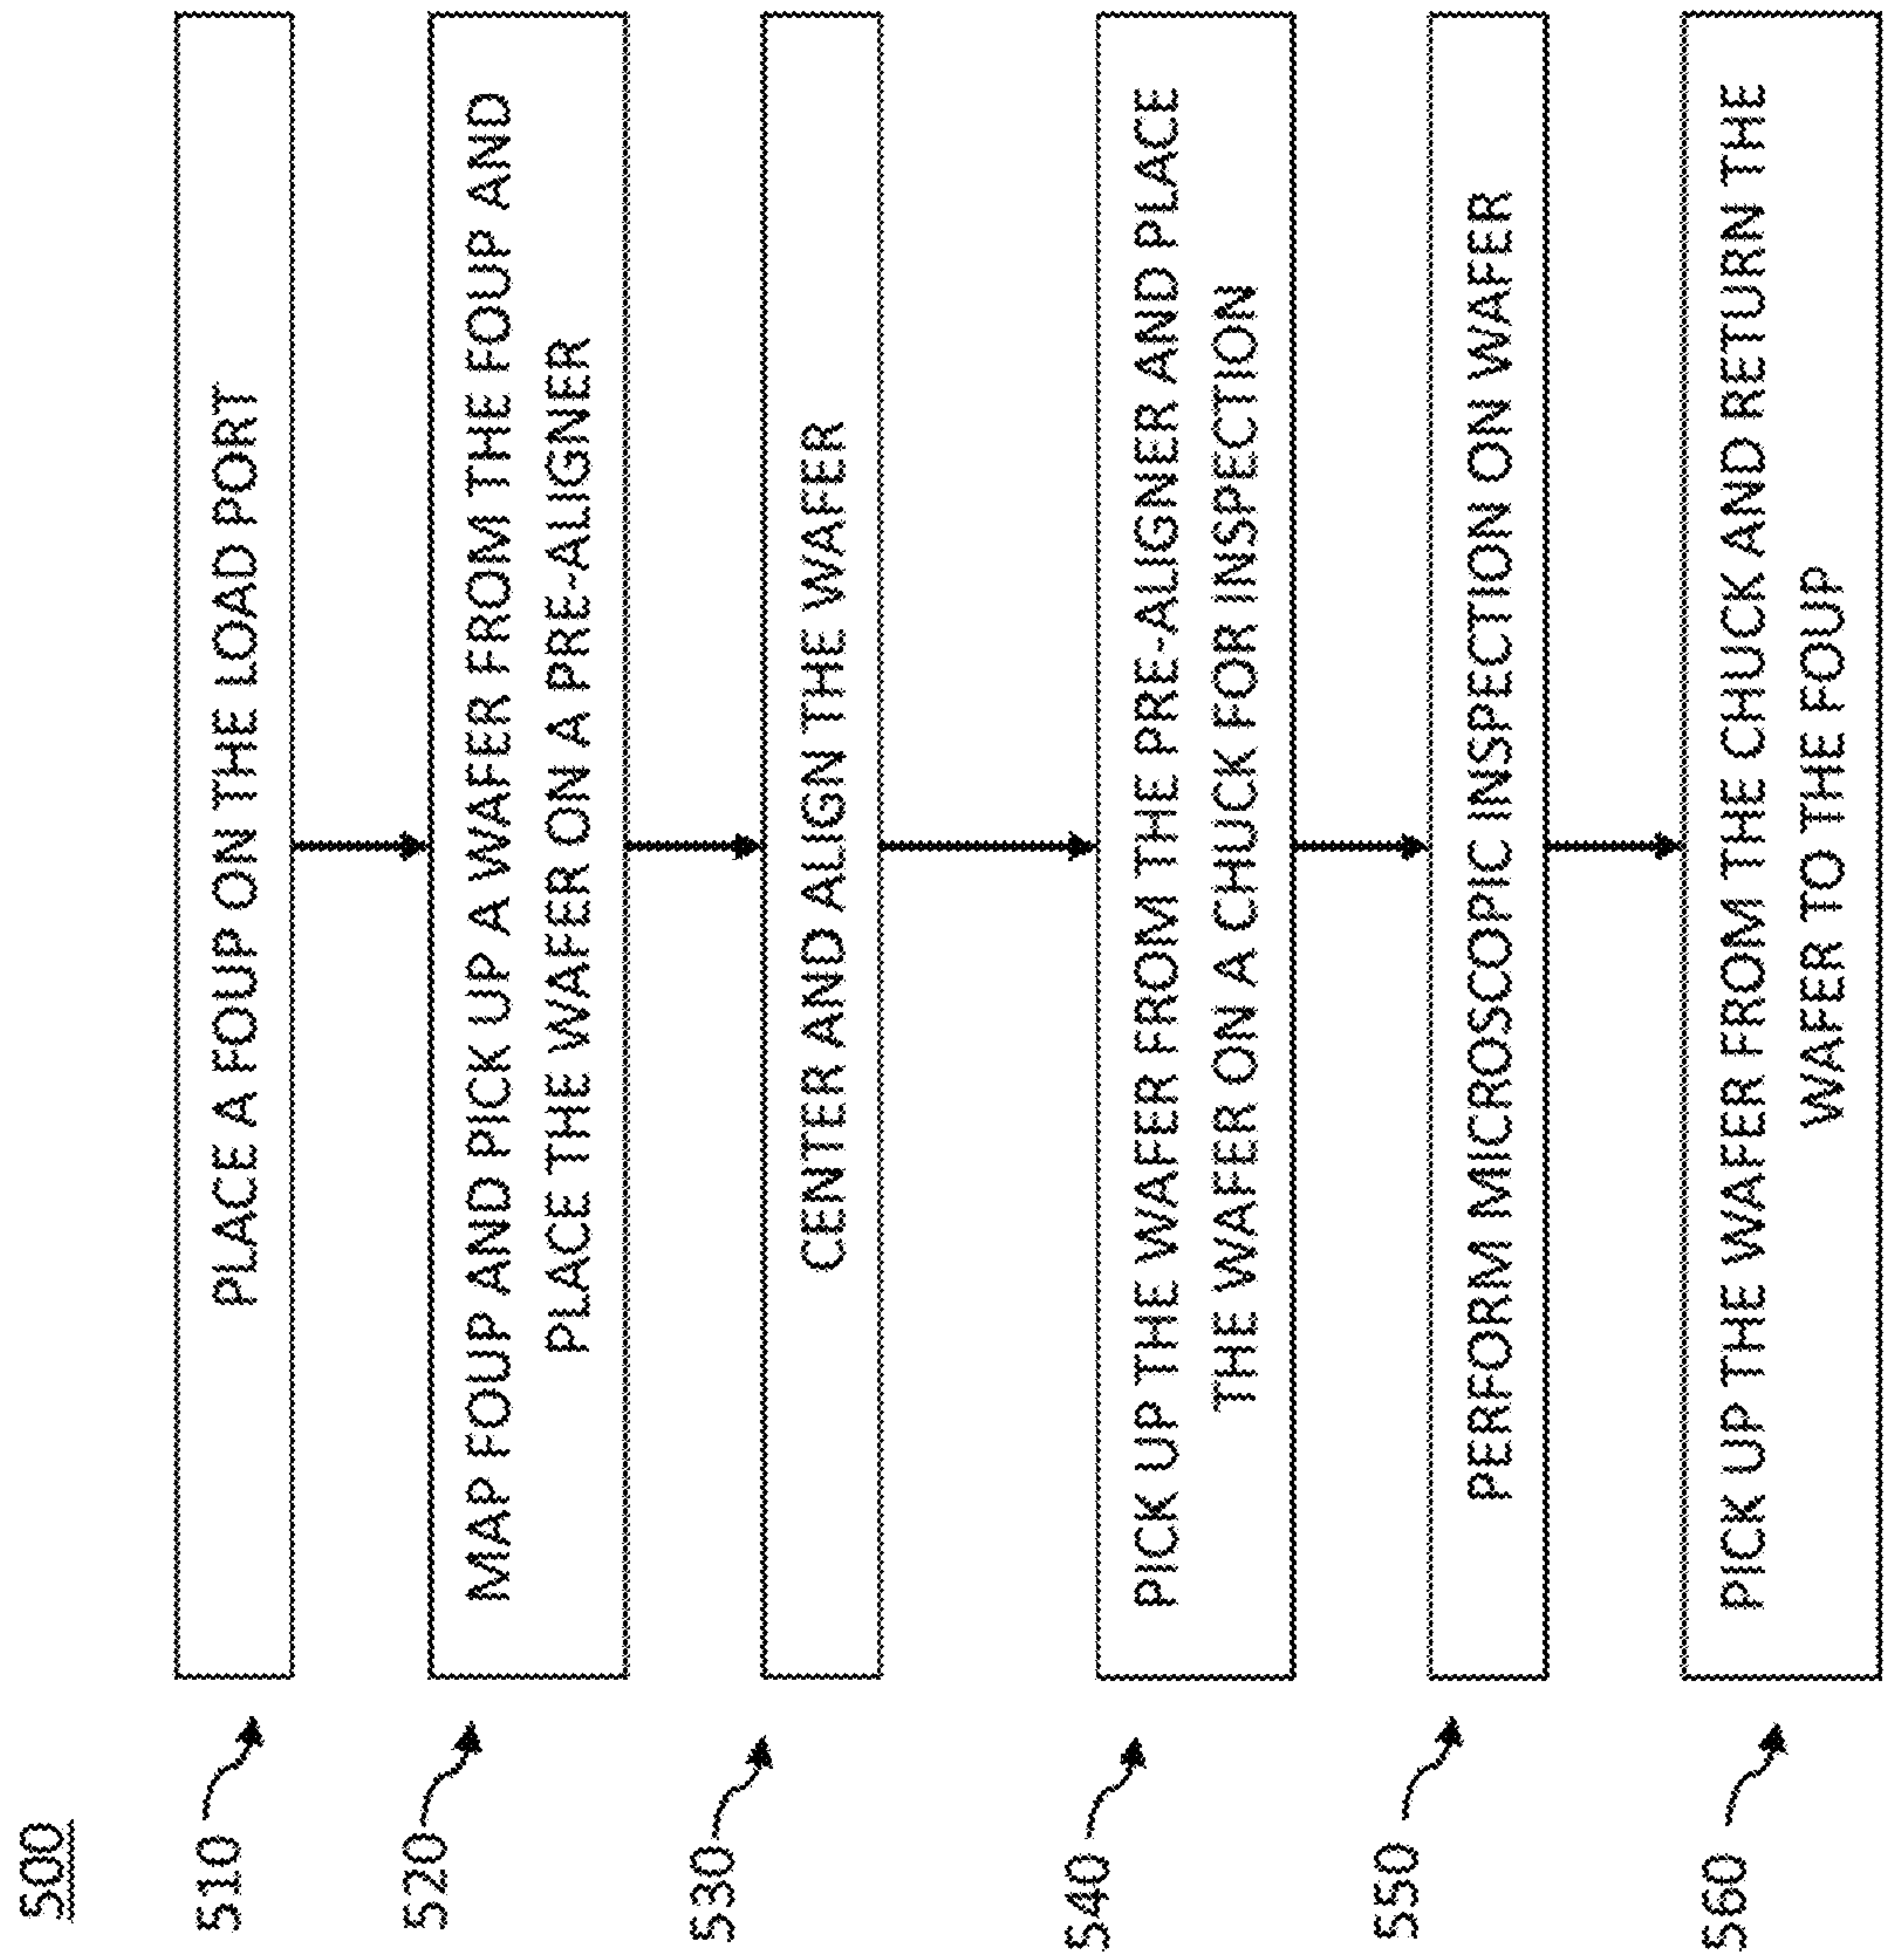 500
510
PLACE A FOUP ON THE LOAD PORT
520
MAP FOUP AND PICK UP A WAFER FROM THE FOUP AND
PLACE THE WAFER ON A PRE-ALIGNER
530
CENTER AND ALIGN THE WAFER
540
PICK UP THE WAFER FROM THE PRE-ALIGNER AND PLACE
THE WAFER ON A CHUCK FOR INSPECTION
550
PERFORM MICROSCOPIC INSPECTION ON WAFER
560
PICK UP THE WAFER FROM THE CHUCK AND RETURN THE
WAFER TO THE FOUP